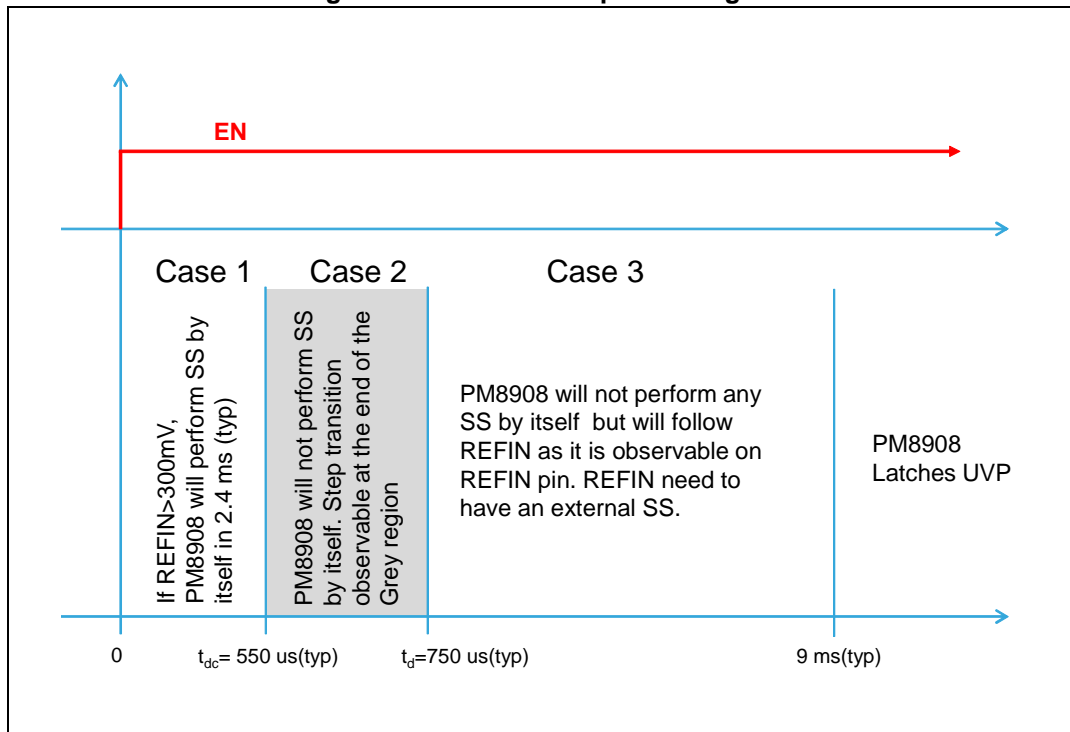 EN
Case 1
Case 2
Case 3
If REFIN>300mV,
PM8908 will perform SS by
itself in 2.4 ms (typ)
PM8908 will not perform SS
by itself. Step transition
observable at the end of the
Grey region
PM8908 will not perform any
SS by itself  but will follow
REFIN as it is observable on
REFIN pin. REFIN need to
have an external SS.
PM8908
Latches UVP
0
tdc= 550 us(typ)
td=750 us(typ)
9 ms(typ)